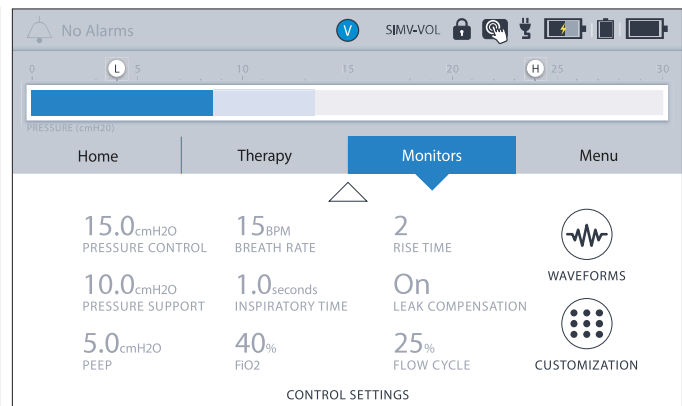 No Alarms V SIMV-VOL
0 L 5 10 15 20 H 25 30
PRESSURE (cmH20)
Home Therapy Monitors Menu
15.0cmH2O 15BPM 2
PRESSURE CONTROL BREATH RATE RISE TIME
WAVEFORMS
10.0cmH2O 1.0seconds On
PRESSURE SUPPORT INSPIRATORY TIME LEAK COMPENSATION
5.0cmH2O 40% 25%
PEEP FiO2 FLOW CYCLE CUSTOMIZATION
CONTROL SETTINGS